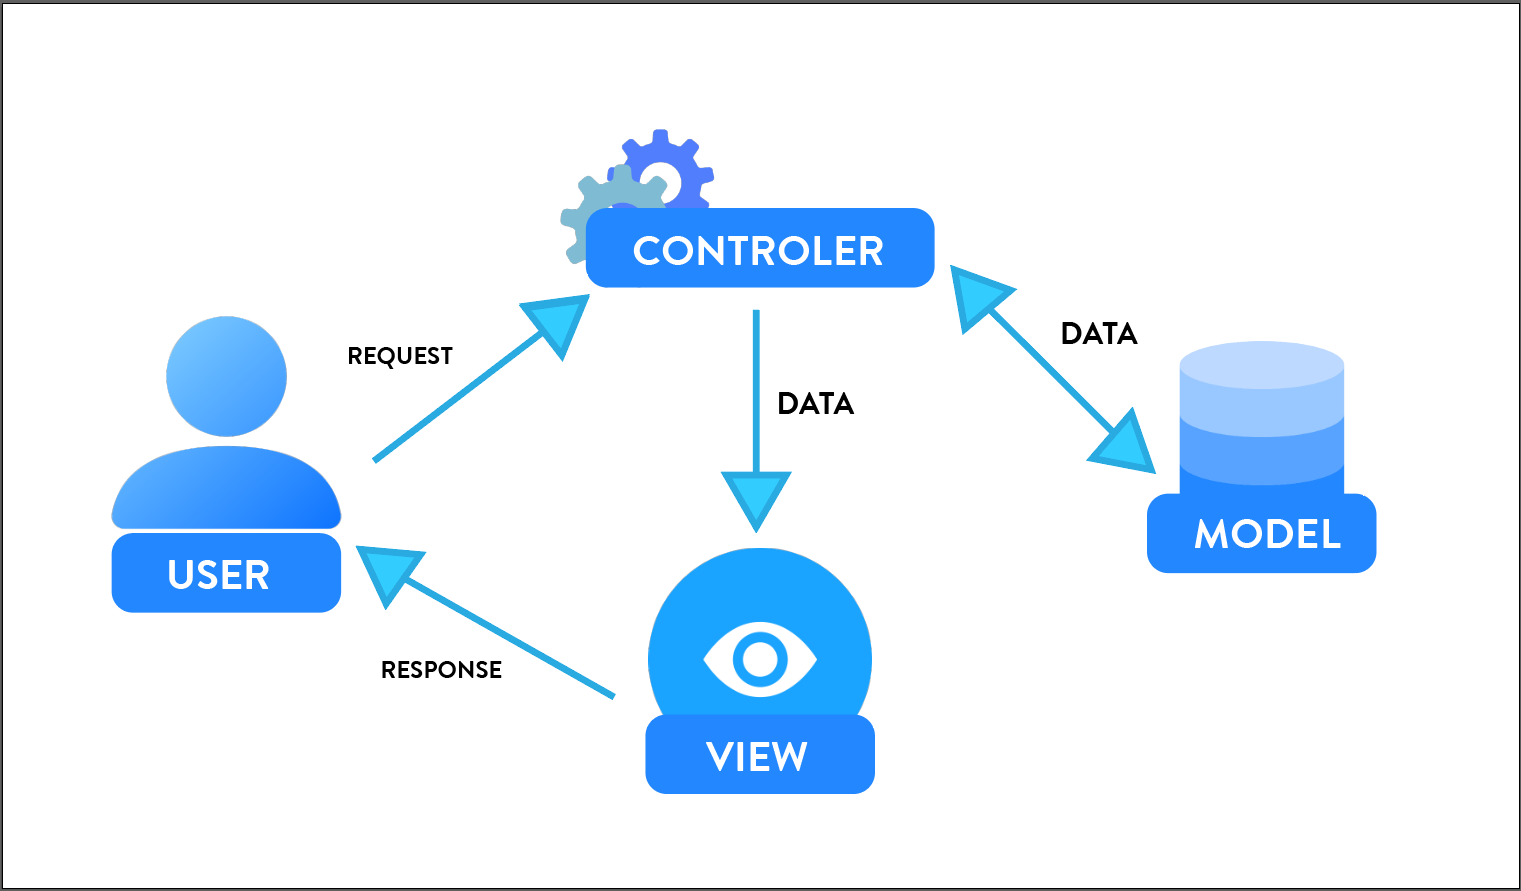 CONTROLER
REQUEST
DATA
DATA
USER
MODEL
RESPONSE
VIEW